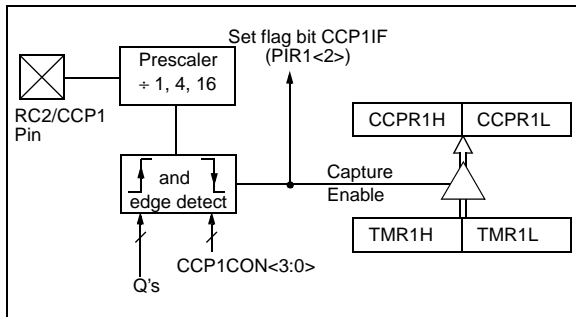 Set flag bit CCP1IF
(PIR1<2>)
Prescaler
÷ 1, 4, 16
RC2/CCP1
Pin
CCPR1H CCPR1L
and
edge detect
Capture
Enable
TMR1H TMR1L
CCP1CON<3:0>
Q's